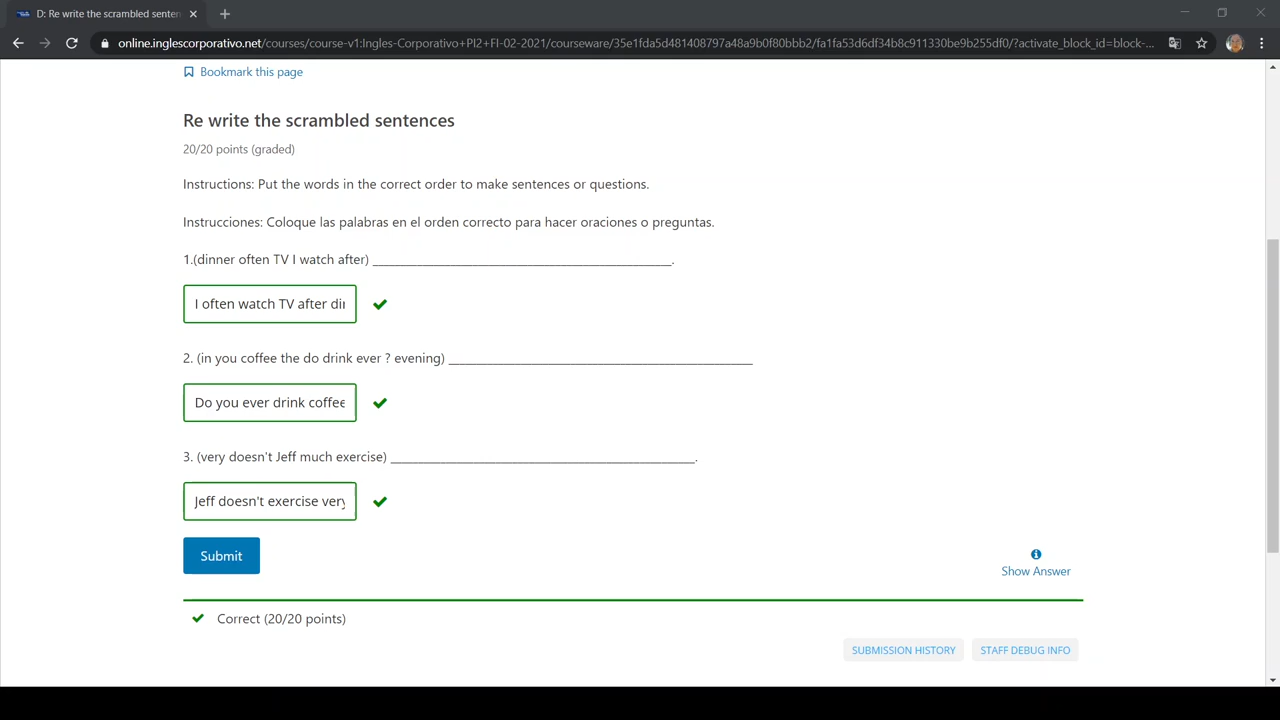 D: Re write the scrambled senten
online.inglescorporativo.net/courses/course-v1:Ingles-Corporativo+PI2+FI-02-2021/courseware/35e1fda5d481408797a48a9b0f80bbb2/fa1fa53d6df34b8c911330be9b255df0/?activate_block_id=block-...
Bookmark this page
Re write the scrambled sentences
20/20 points (graded)
Instructions: Put the words in the correct order to make sentences or questions.
Instrucciones: Coloque las palabras en el orden correcto para hacer oraciones o preguntas.
1.(dinner often TV I watch after) ________________________________________.
I often watch TV after din
2. (in you coffee the do drink ever ? evening) ________________________________________
Do you ever drink coffee
3. (very doesn't Jeff much exercise) ________________________________________.
Jeff doesn't exercise very
Submit
Show Answer
Correct (20/20 points)
SUBMISSION HISTORY STAFF DEBUG INFO